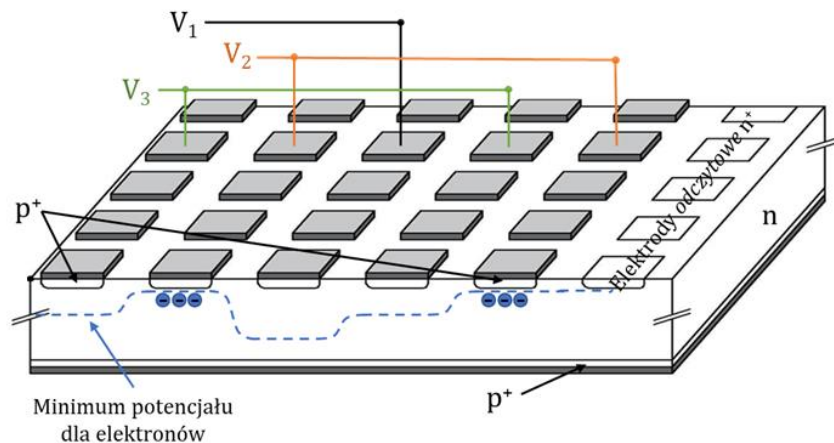 V₁
V₂
V₃
Elektrody odczytowe n⁺
p⁺
n
p⁺
Minimum potencjału
dla elektronów